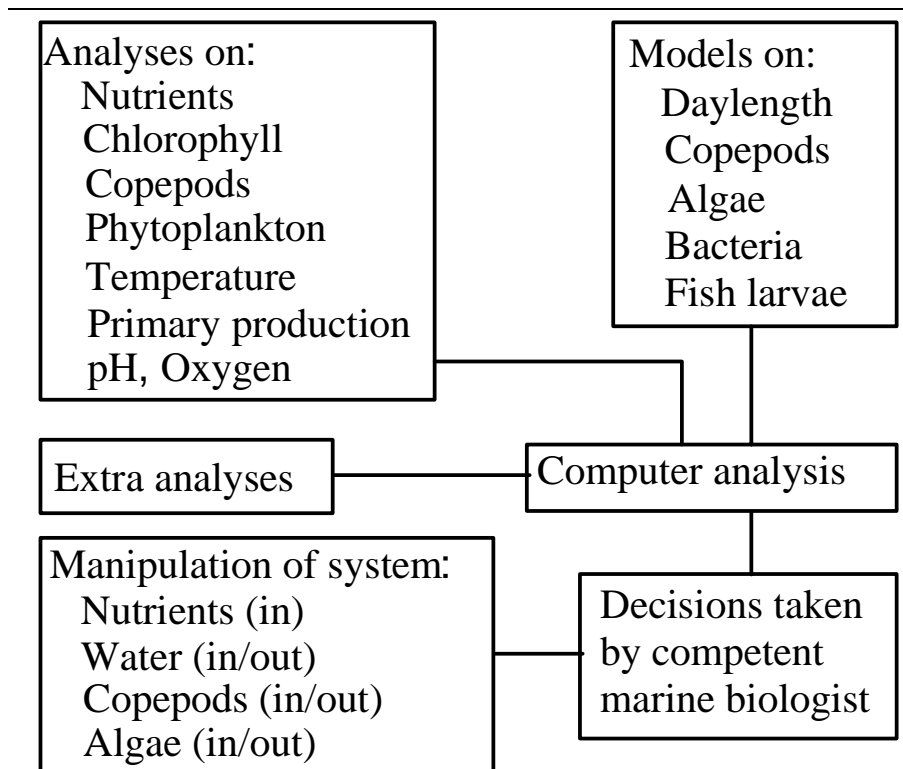 Analyses on:
Nutrients
Chlorophyll
Copepods
Phytoplankton
Temperature
Primary production
pH, Oxygen
Models on:
Daylength
Copepods
Algae
Bacteria
Fish larvae
Extra analyses
Computer analysis
Manipulation of system:
Nutrients (in)
Water (in/out)
Copepods (in/out)
Algae (in/out)
Decisions taken
by competent
marine biologist